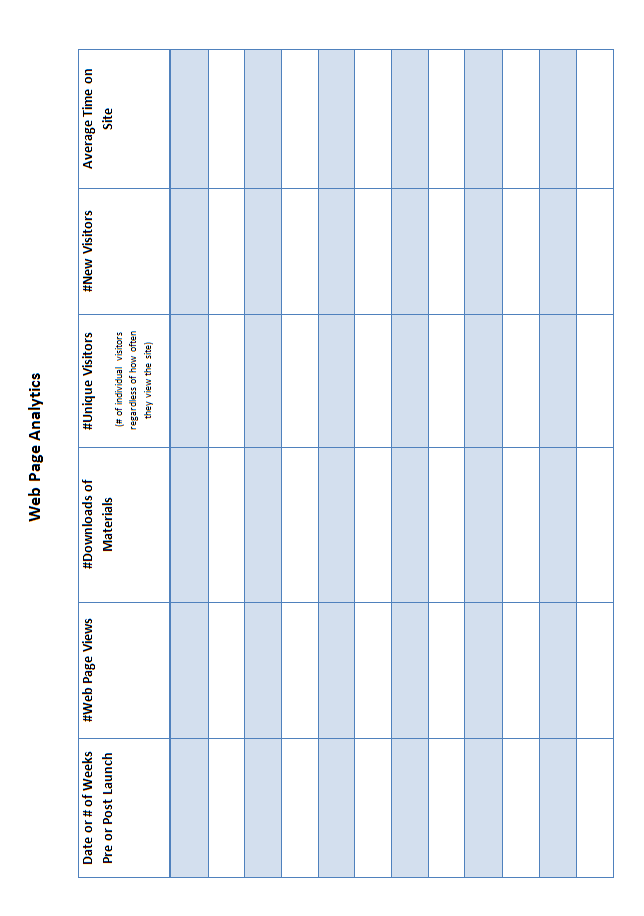 Web Page Analytics
Date or # of Weeks
Pre or Post Launch
#Web Page Views
#Downloads of
Materials
#Unique Visitors
(# of individual visitors
regardless of how often
they view the site)
#New Visitors
Average Time on
Site